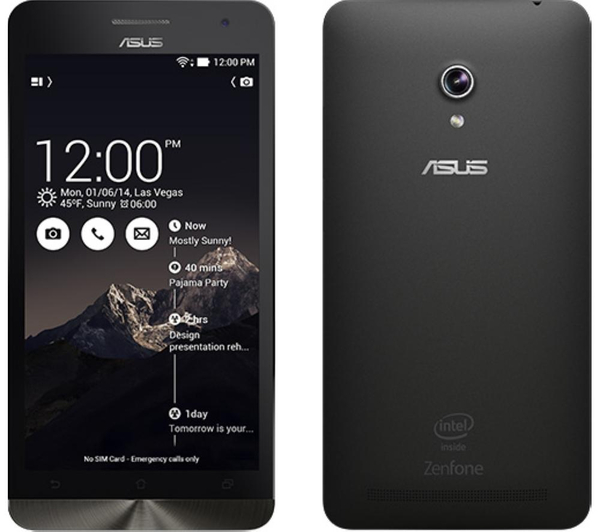 ASUS
12:00 PM
12:00 PM
Mon, 01/06/14, Las Vegas
45°F, Sunny 06:00
Now
Mostly Sunny!
40 mins
Pajama Party
2hrs
Design
presentation reh...
1day
Tomorrow is your...
No SIM Card - Emergency calls only
ASUS
intel
inside
Zenfone